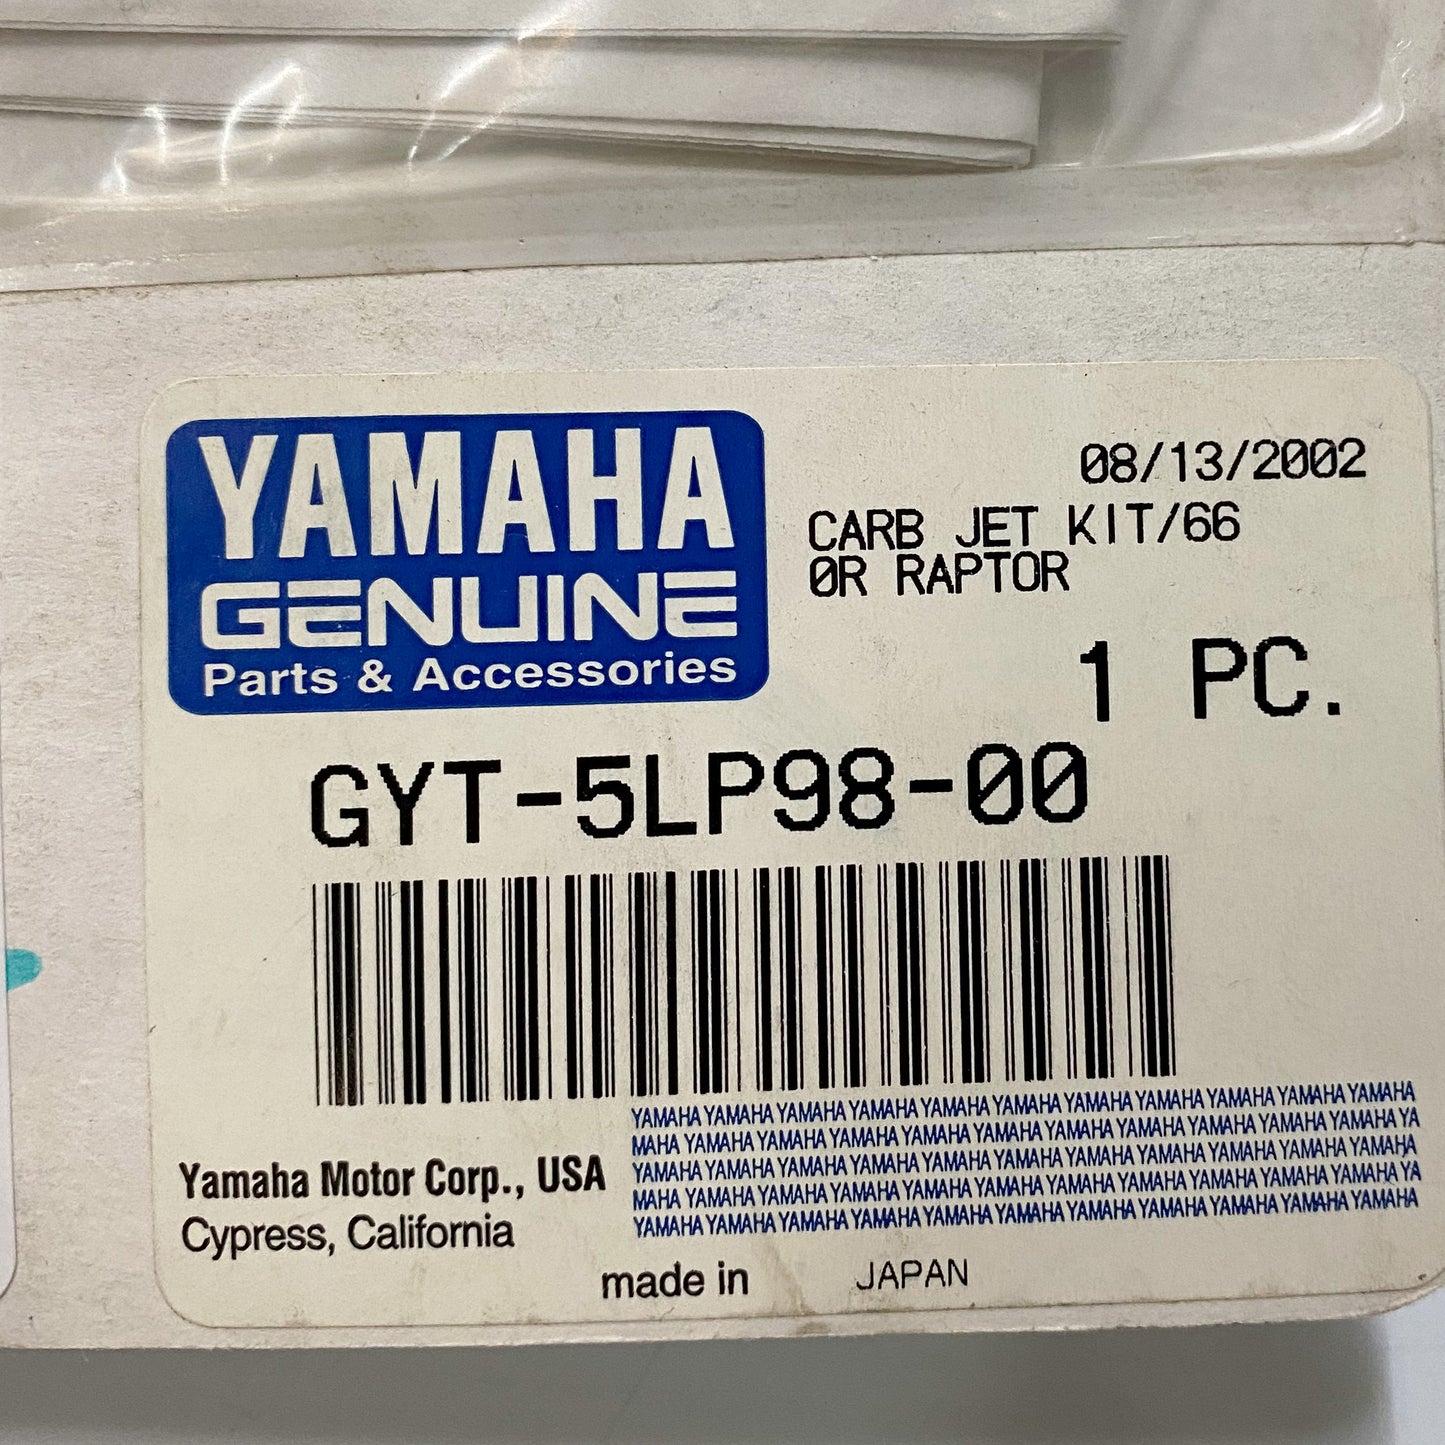 YAMAHA
GENUINE
Parts & Accessories
08/13/2002
CARB JET KIT/66
0R RAPTOR
1 PC.
GYT-5LP98-00
YAMAHA YAMAHA YAMAHA YAMAHA YAMAHA YAMAHA YAMAHA YAMAHA YAMAHA YAMAHA YAMAHA
MAHA YAMAHA YAMAHA YAMAHA YAMAHA YAMAHA YAMAHA YAMAHA YAMAHA YAMAHA YAMAHA YA
YAMAHA YAMAHA YAMAHA YAMAHA YAMAHA YAMAHA YAMAHA YAMAHA YAMAHA YAMAHA YAMAHA
MAHA YAMAHA YAMAHA YAMAHA YAMAHA YAMAHA YAMAHA YAMAHA YAMAHA YAMAHA YAMAHA YA
YAMAHA YAMAHA YAMAHA YAMAHA YAMAHA YAMAHA YAMAHA YAMAHA YAMAHA YAMAHA YAMAHA
Yamaha Motor Corp., USA
Cypress, California
made in JAPAN